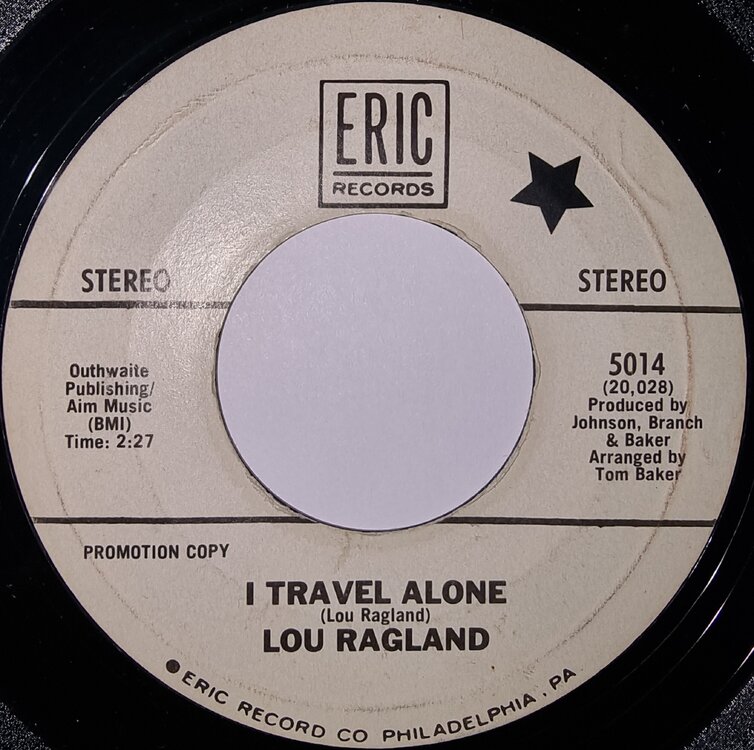 ERIC
RECORDS
STEREO
STEREO
Outhwaite
Publishing/
Aim Music
(BMI)
Time: 2:27
5014
(20,028)
Produced by
Johnson, Branch
& Baker
Arranged by
Tom Baker
PROMOTION COPY
I TRAVEL ALONE
(Lou Ragland)
LOU RAGLAND
ERIC RECORD CO PHILADELPHIA, PA